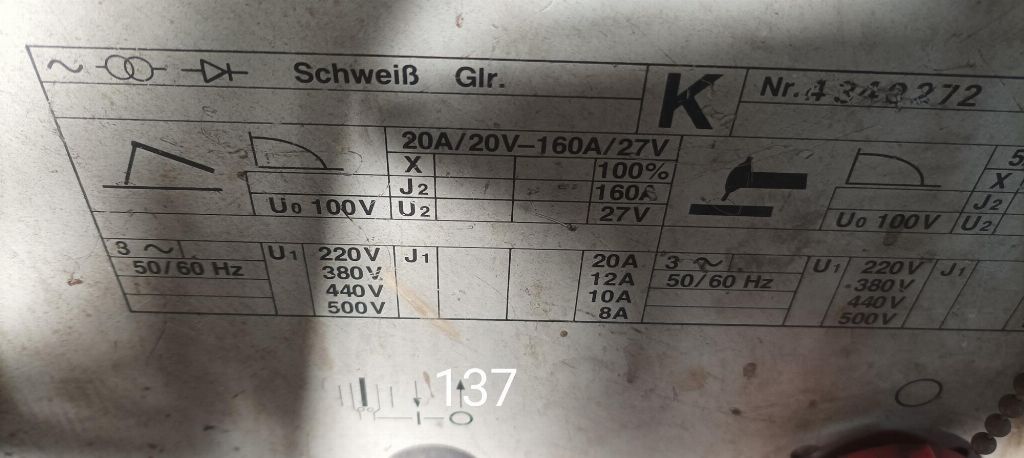 Schweiß Glr.
K
Nr. 1342272
20A/20V–160A/27V
X 100%
J2 160A
U0 100V U2 27V
3 ~
50/60 Hz
U1 220V J1 20A
380V 12A
440V 10A
500V 8A
5
X
J2
U0 100V U2
3 ~
50/60 Hz
U1 220V J1
380V
440V
500V
137